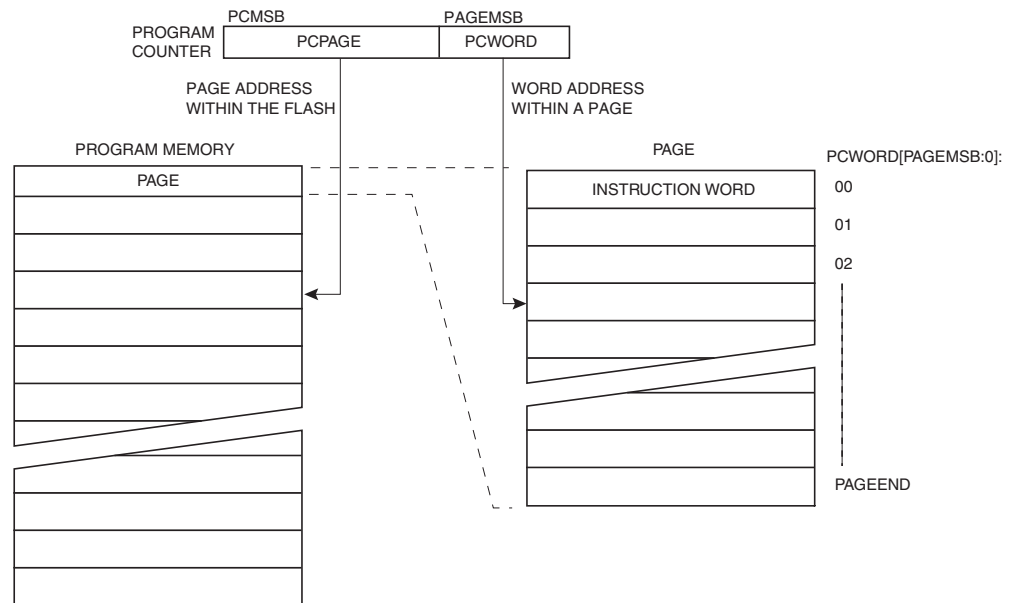 PCMSB PAGEMSB
PROGRAM
COUNTER
PCPAGE PCWORD
PAGE ADDRESS
WITHIN THE FLASH
WORD ADDRESS
WITHIN A PAGE
PROGRAM MEMORY
PAGE
PAGE
PCWORD[PAGEMSB:0]:
INSTRUCTION WORD
00
01
02
PAGEEND